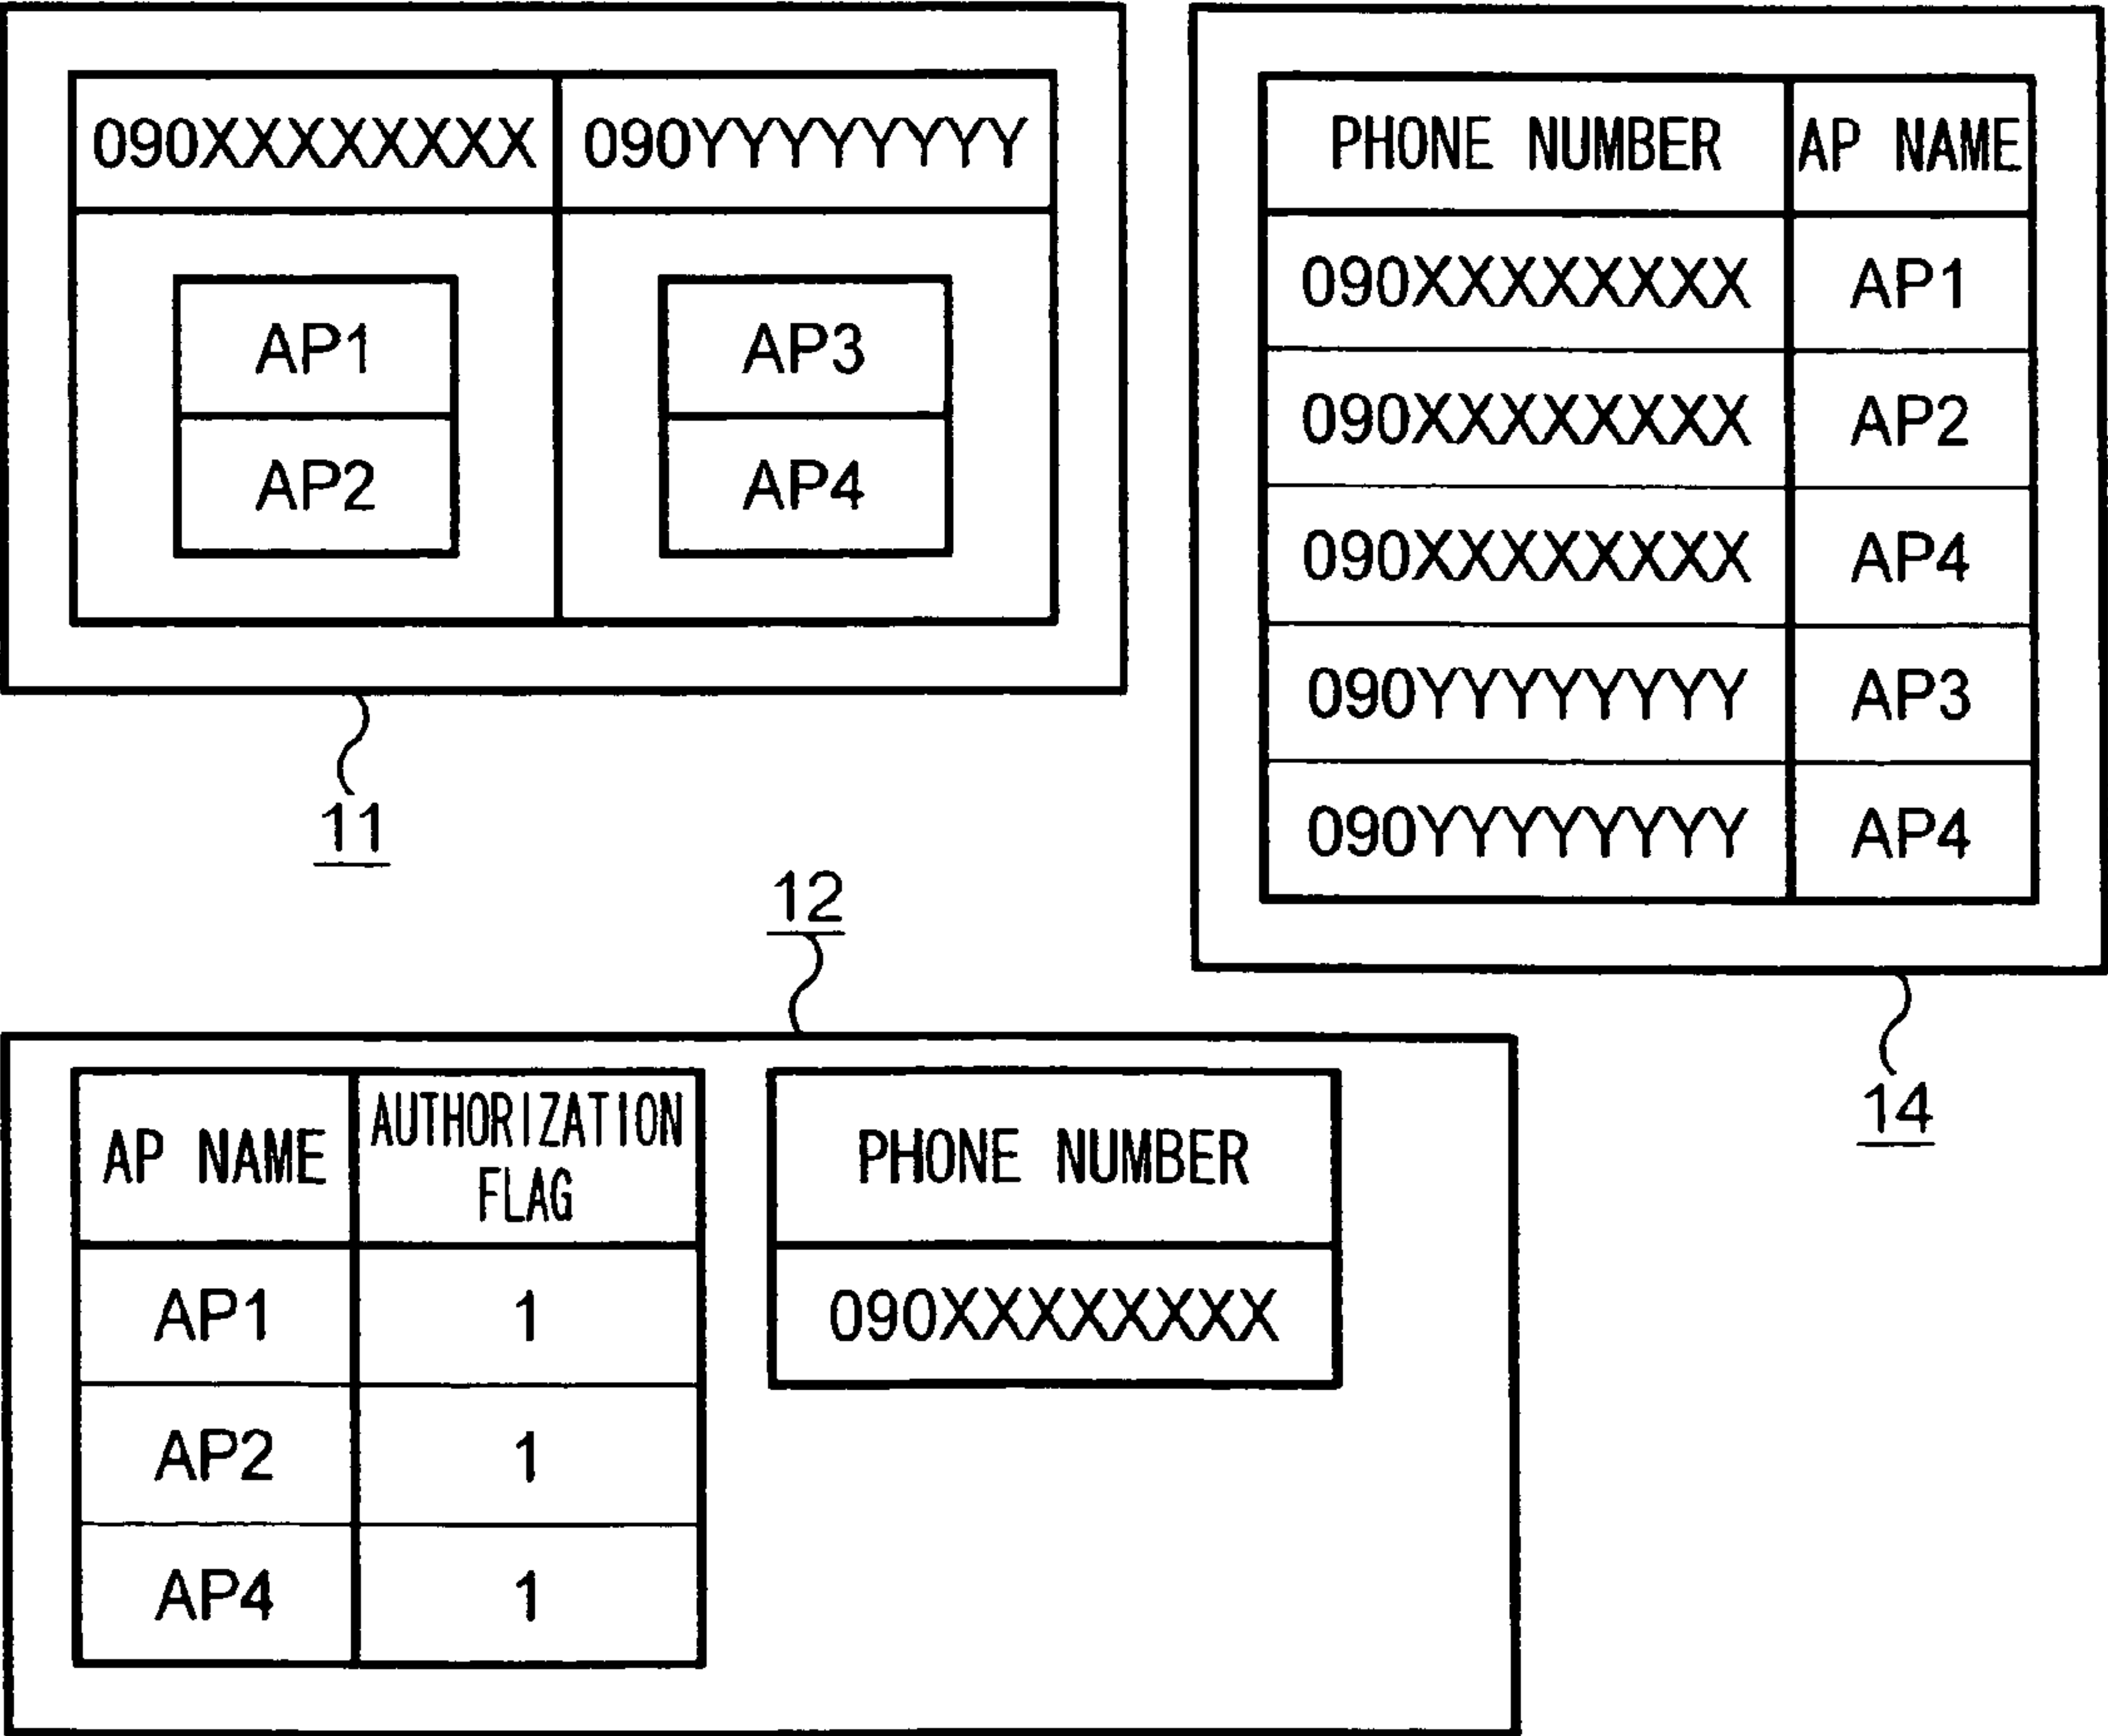 090XXXXXXXX 090YYYYYYYY
AP1 AP3
AP2 AP4
11
PHONE NUMBER AP NAME
090XXXXXXXX AP1
090XXXXXXXX AP2
090XXXXXXXX AP4
090YYYYYYYY AP3
090YYYYYYYY AP4
14
12
AP NAME AUTHORIZATION
FLAG
AP1 1
AP2 1
AP4 1
PHONE NUMBER
090XXXXXXXX